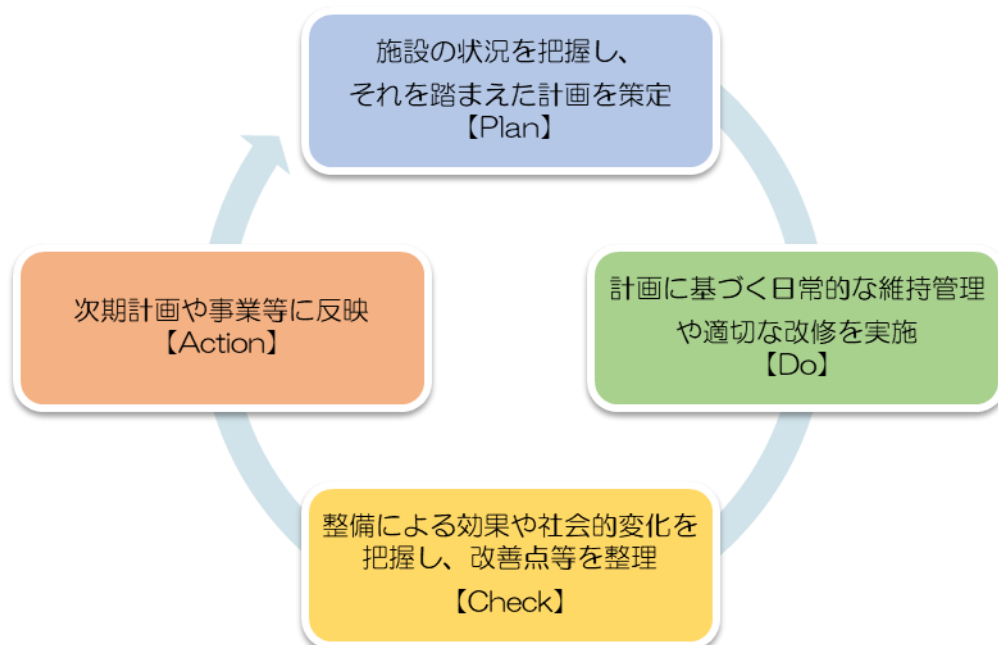 施設の状況を把握し、
それを踏まえた計画を策定
【Plan】
計画に基づく日常的な維持管理
や適切な改修を実施
【Do】
整備による効果や社会的変化を
把握し、改善点等を整理
【Check】
次期計画や事業等に反映
【Action】